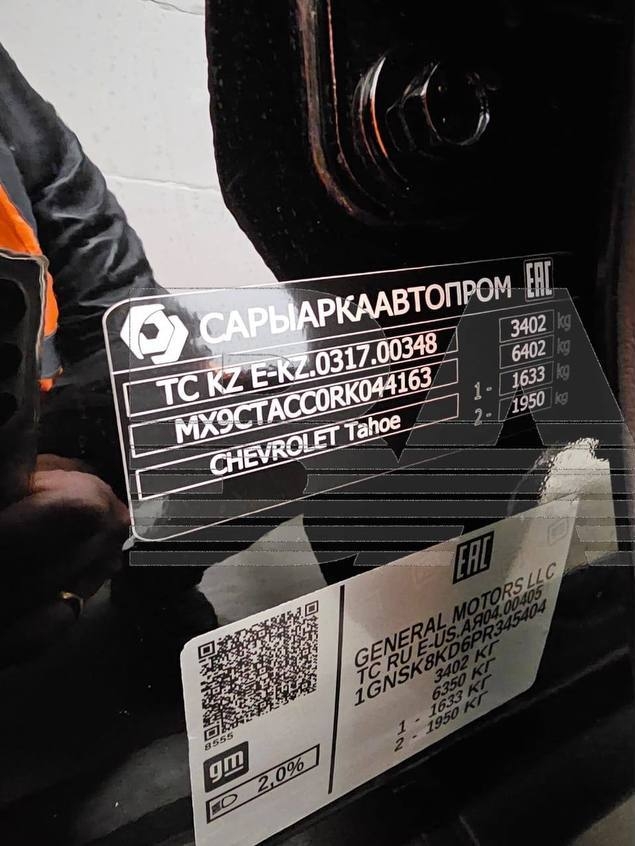 САРЫАРКААВТОПРОМ EAC
TC KZ E-KZ.0317.00348 3402 kg
6402 kg
MX9CTACC0RK044163 1 - 1633 kg
CHEVROLET Tahoe 2 - 1950 kg
EAC
GENERAL MOTORS LLC
TC RU E-US.АЯ04.00405
1GNSK8KD6PR345404
3402 КГ
6350 КГ
1 - 1633 КГ
2 - 1950 КГ
8555
gm
2,0%